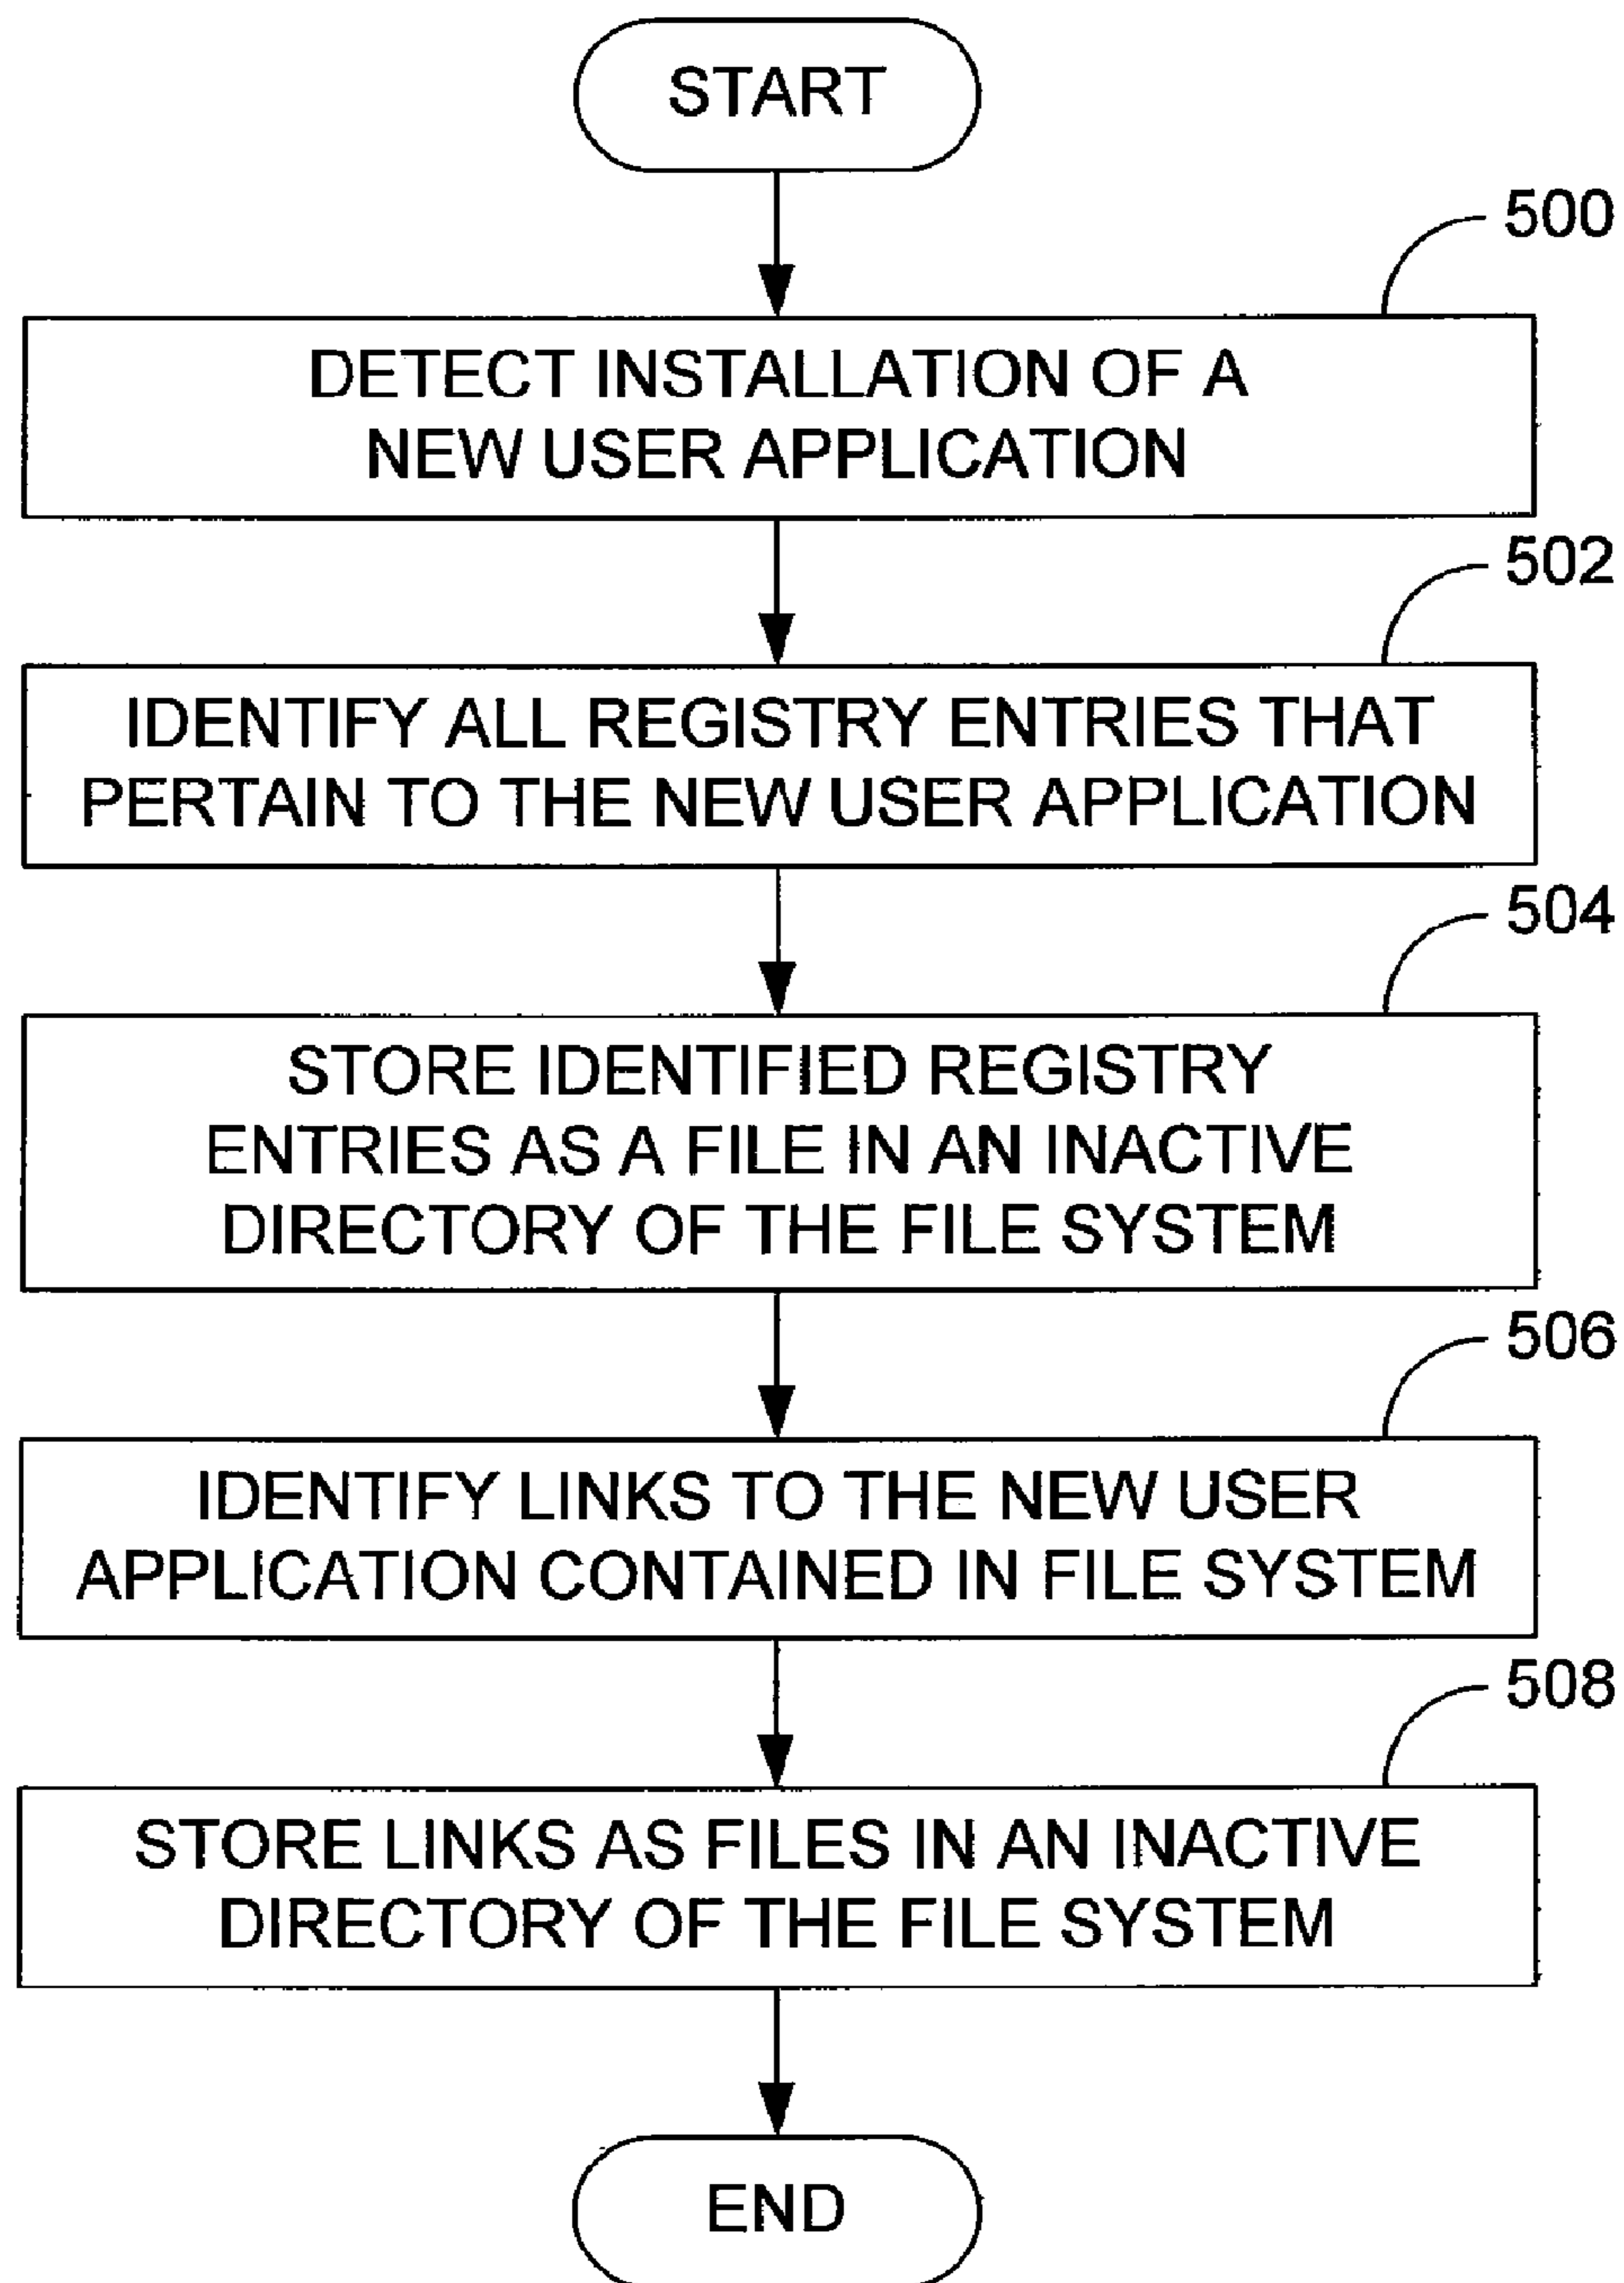 START
500
DETECT INSTALLATION OF A
NEW USER APPLICATION
502
IDENTIFY ALL REGISTRY ENTRIES THAT
PERTAIN TO THE NEW USER APPLICATION
504
STORE IDENTIFIED REGISTRY
ENTRIES AS A FILE IN AN INACTIVE
DIRECTORY OF THE FILE SYSTEM
506
IDENTIFY LINKS TO THE NEW USER
APPLICATION CONTAINED IN FILE SYSTEM
508
STORE LINKS AS FILES IN AN INACTIVE
DIRECTORY OF THE FILE SYSTEM
END